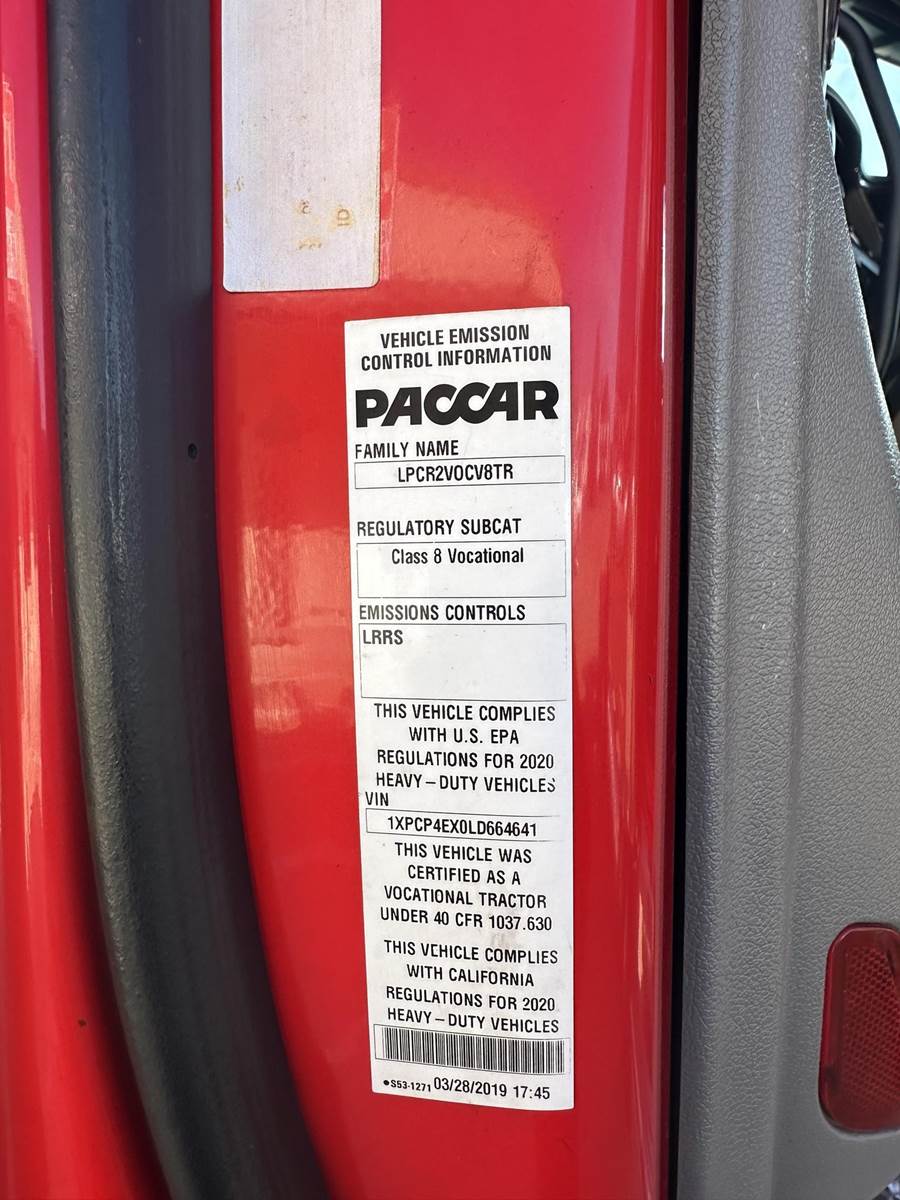 VEHICLE EMISSION
CONTROL INFORMATION
PACCAR
FAMILY NAME
LPCR2VOCV8TR
REGULATORY SUBCAT
Class 8 Vocational
EMISSIONS CONTROLS
LRRS
THIS VEHICLE COMPLIES
WITH U.S. EPA
REGULATIONS FOR 2020
HEAVY-DUTY VEHICLES
VIN
1XPCP4EX0LD664641
THIS VEHICLE WAS
CERTIFIED AS A
VOCATIONAL TRACTOR
UNDER 40 CFR 1037.630
THIS VEHICLE COMPLIES
WITH CALIFORNIA
REGULATIONS FOR 2020
HEAVY-DUTY VEHICLES
●S53-1271 03/28/2019 17:45